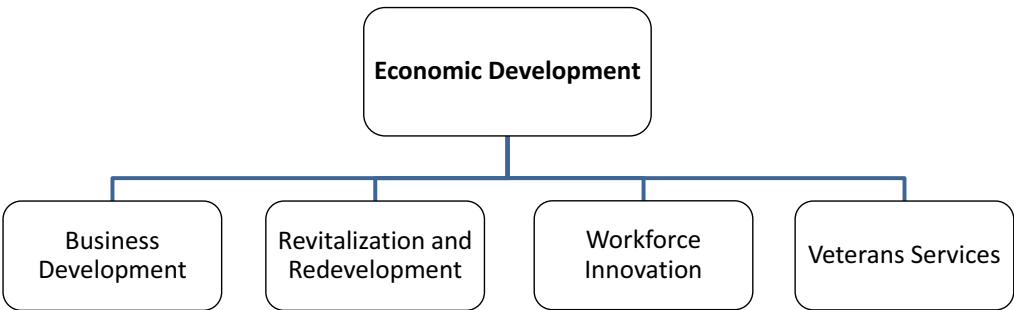 Economic Development
Business
Development
Revitalization and
Redevelopment
Workforce
Innovation
Veterans Services